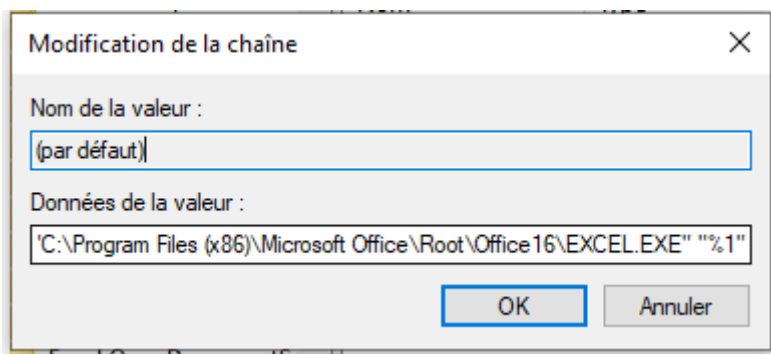 Modification de la chaîne
Nom de la valeur :
(par défaut)
Données de la valeur :
"C:\Program Files (x86)\Microsoft Office\Root\Office16\EXCEL.EXE" "%1"
OK
Annuler